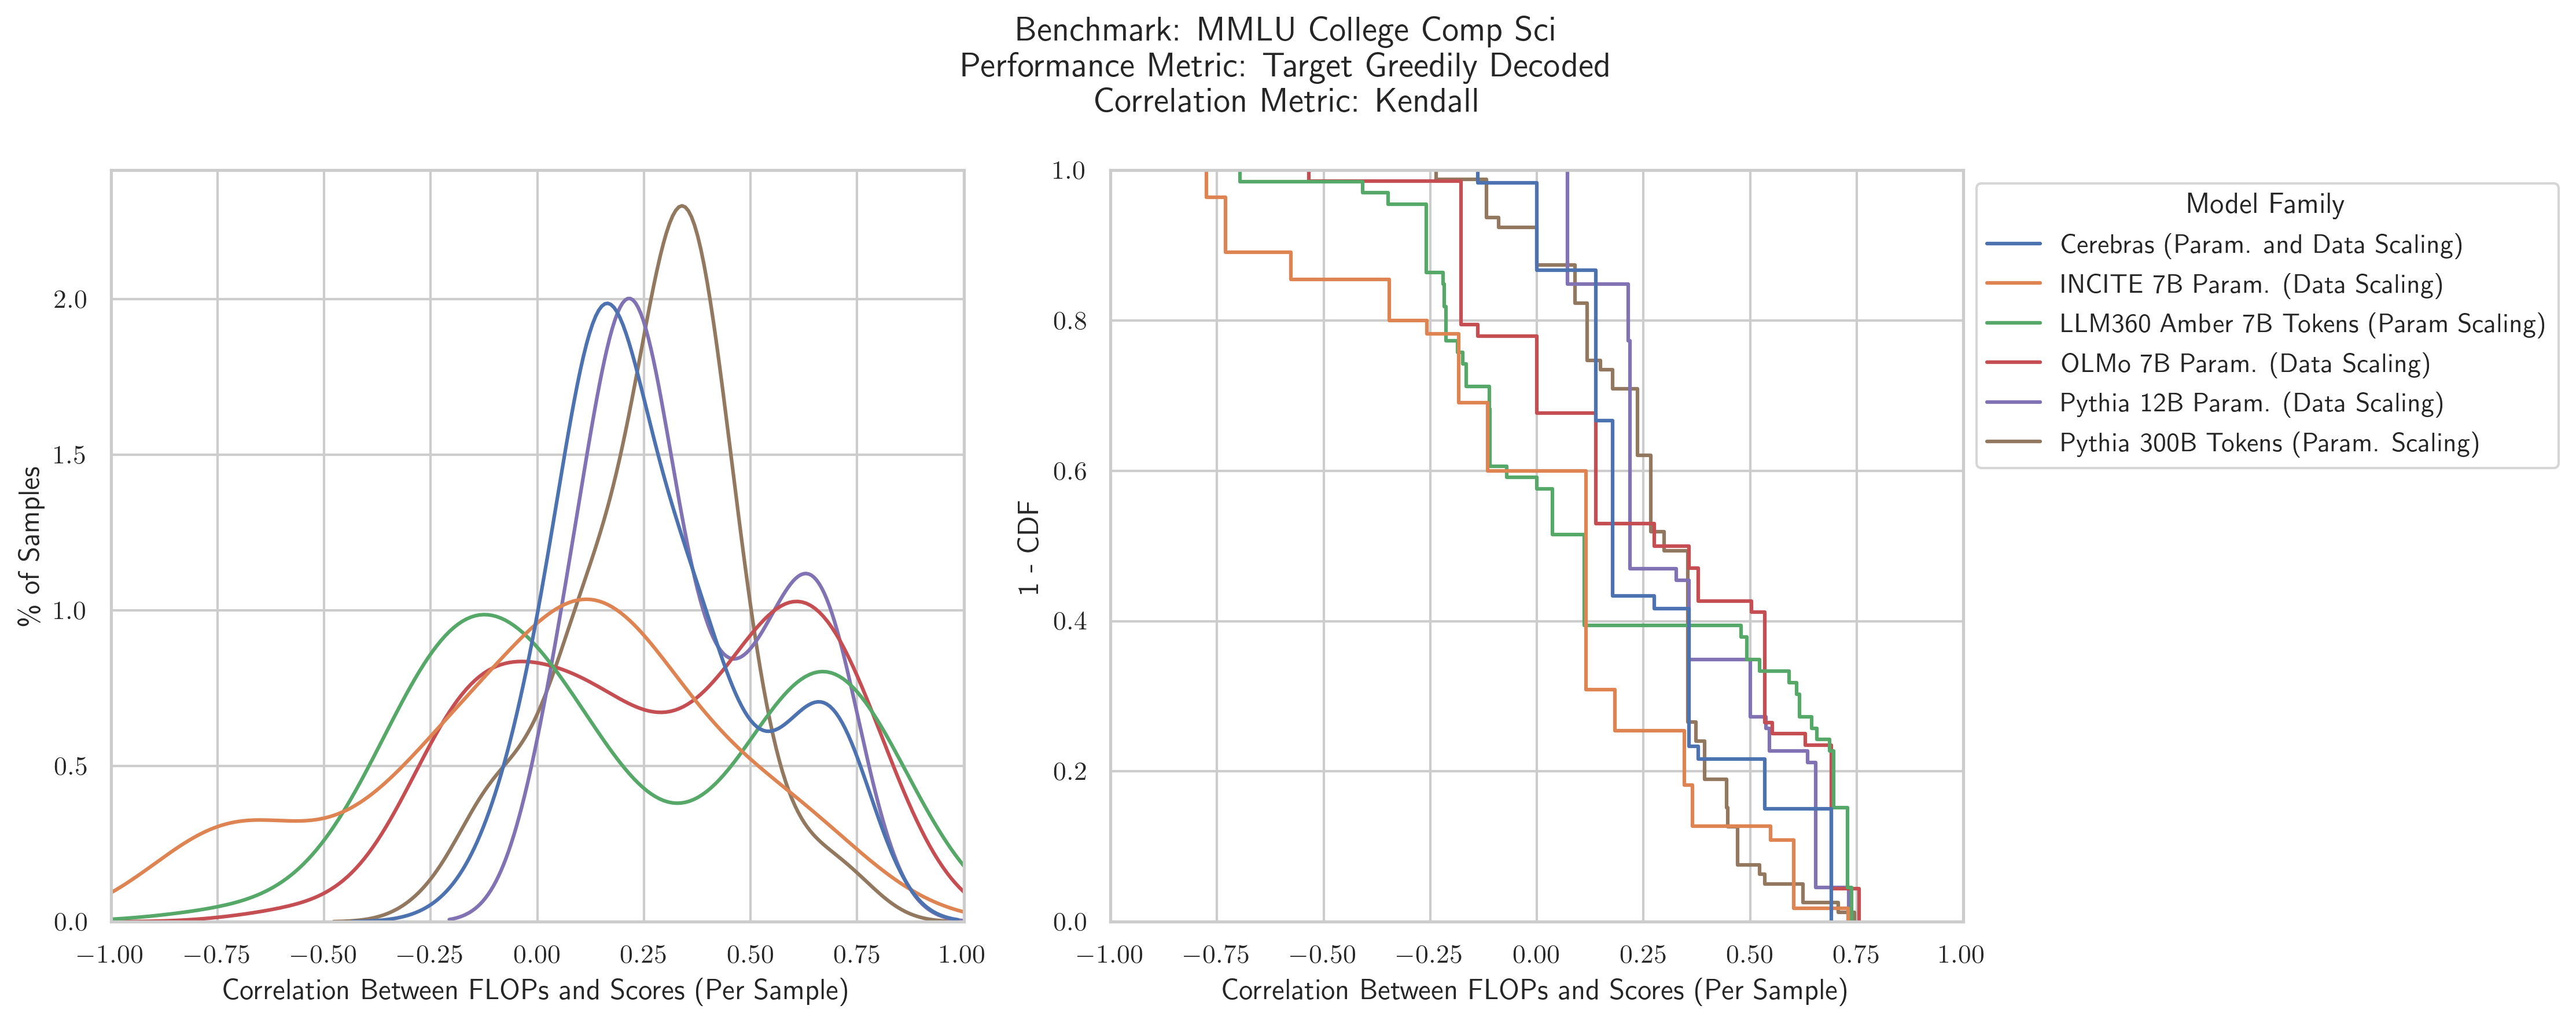 Benchmark: MMLU College Comp Sci
Performance Metric: Target Greedily Decoded
Correlation Metric: Kendall
% of Samples
2.0
1.5
1.0
0.5
0.0
−1.00 −0.75 −0.50 −0.25 0.00 0.25 0.50 0.75 1.00
Correlation Between FLOPs and Scores (Per Sample)
1 - CDF
1.0
0.8
0.6
0.4
0.2
0.0
−1.00 −0.75 −0.50 −0.25 0.00 0.25 0.50 0.75 1.00
Correlation Between FLOPs and Scores (Per Sample)
Model Family
Cerebras (Param. and Data Scaling)
INCITE 7B Param. (Data Scaling)
LLM360 Amber 7B Tokens (Param Scaling)
OLMo 7B Param. (Data Scaling)
Pythia 12B Param. (Data Scaling)
Pythia 300B Tokens (Param. Scaling)